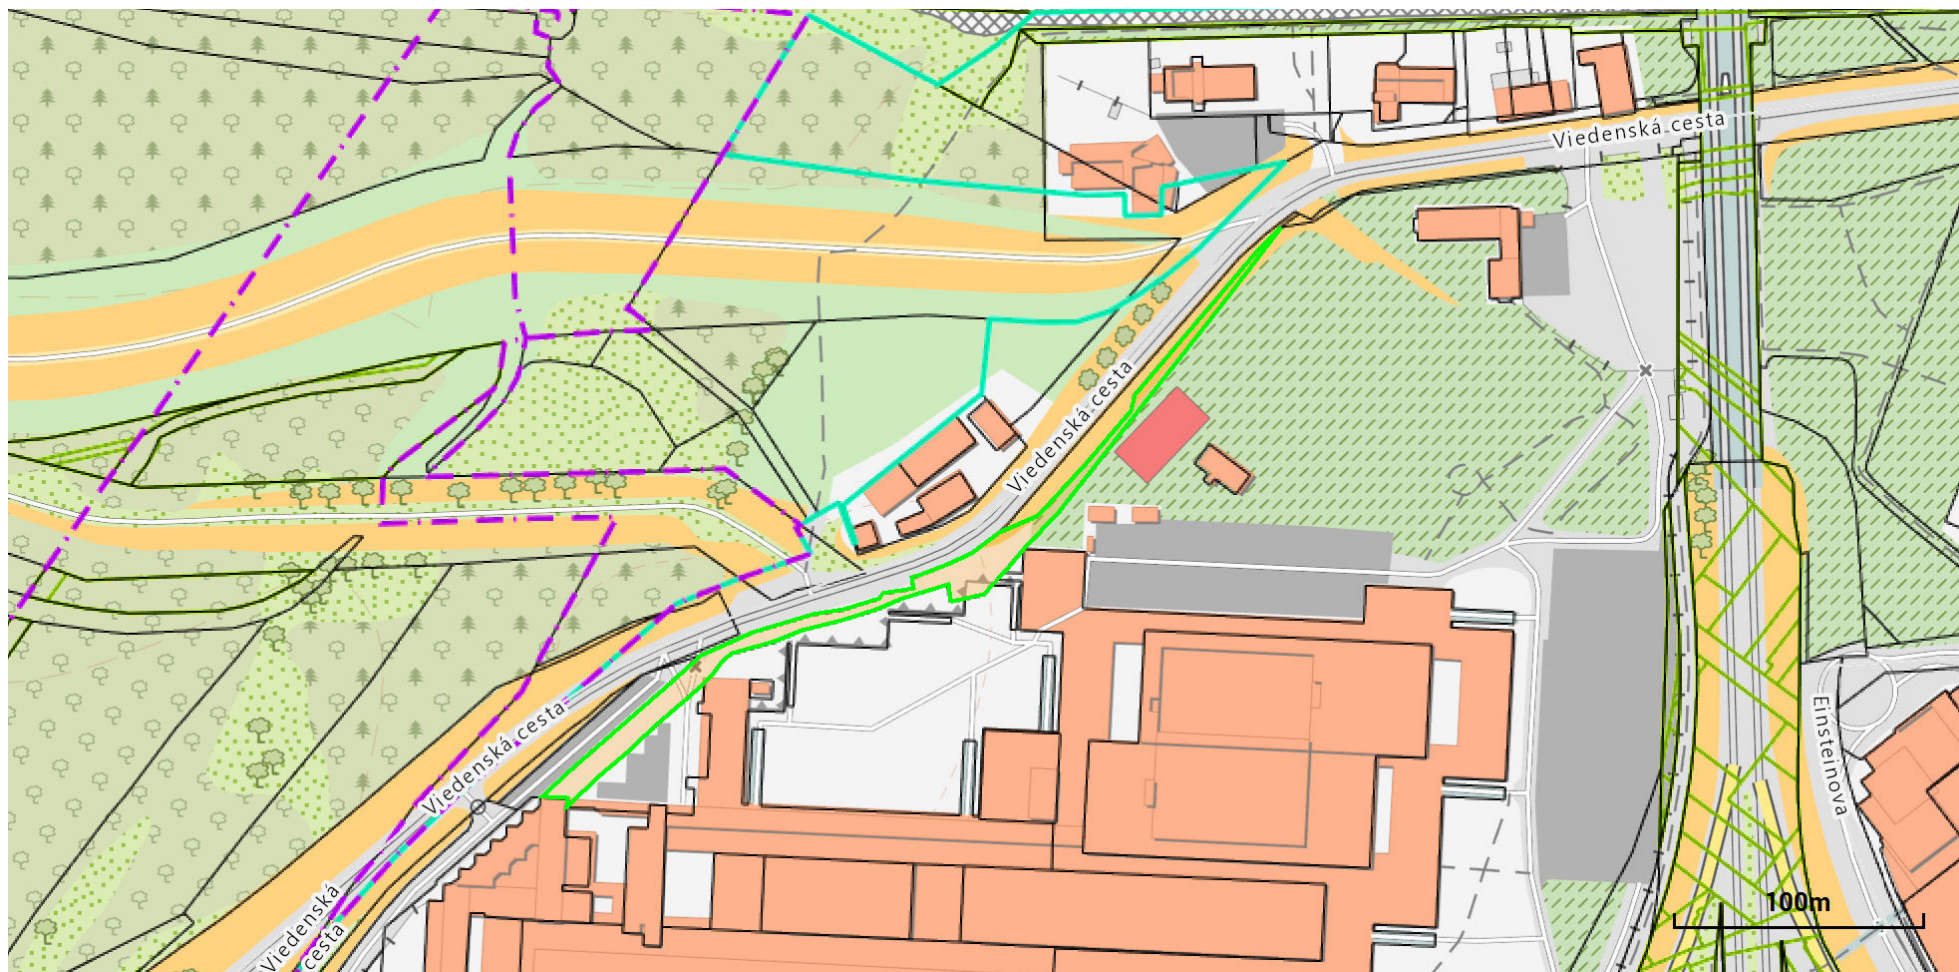 Viedenská cesta
Viedenská cesta
Viedenská cesta
Einsteinova
Viedenská
cesta
100m